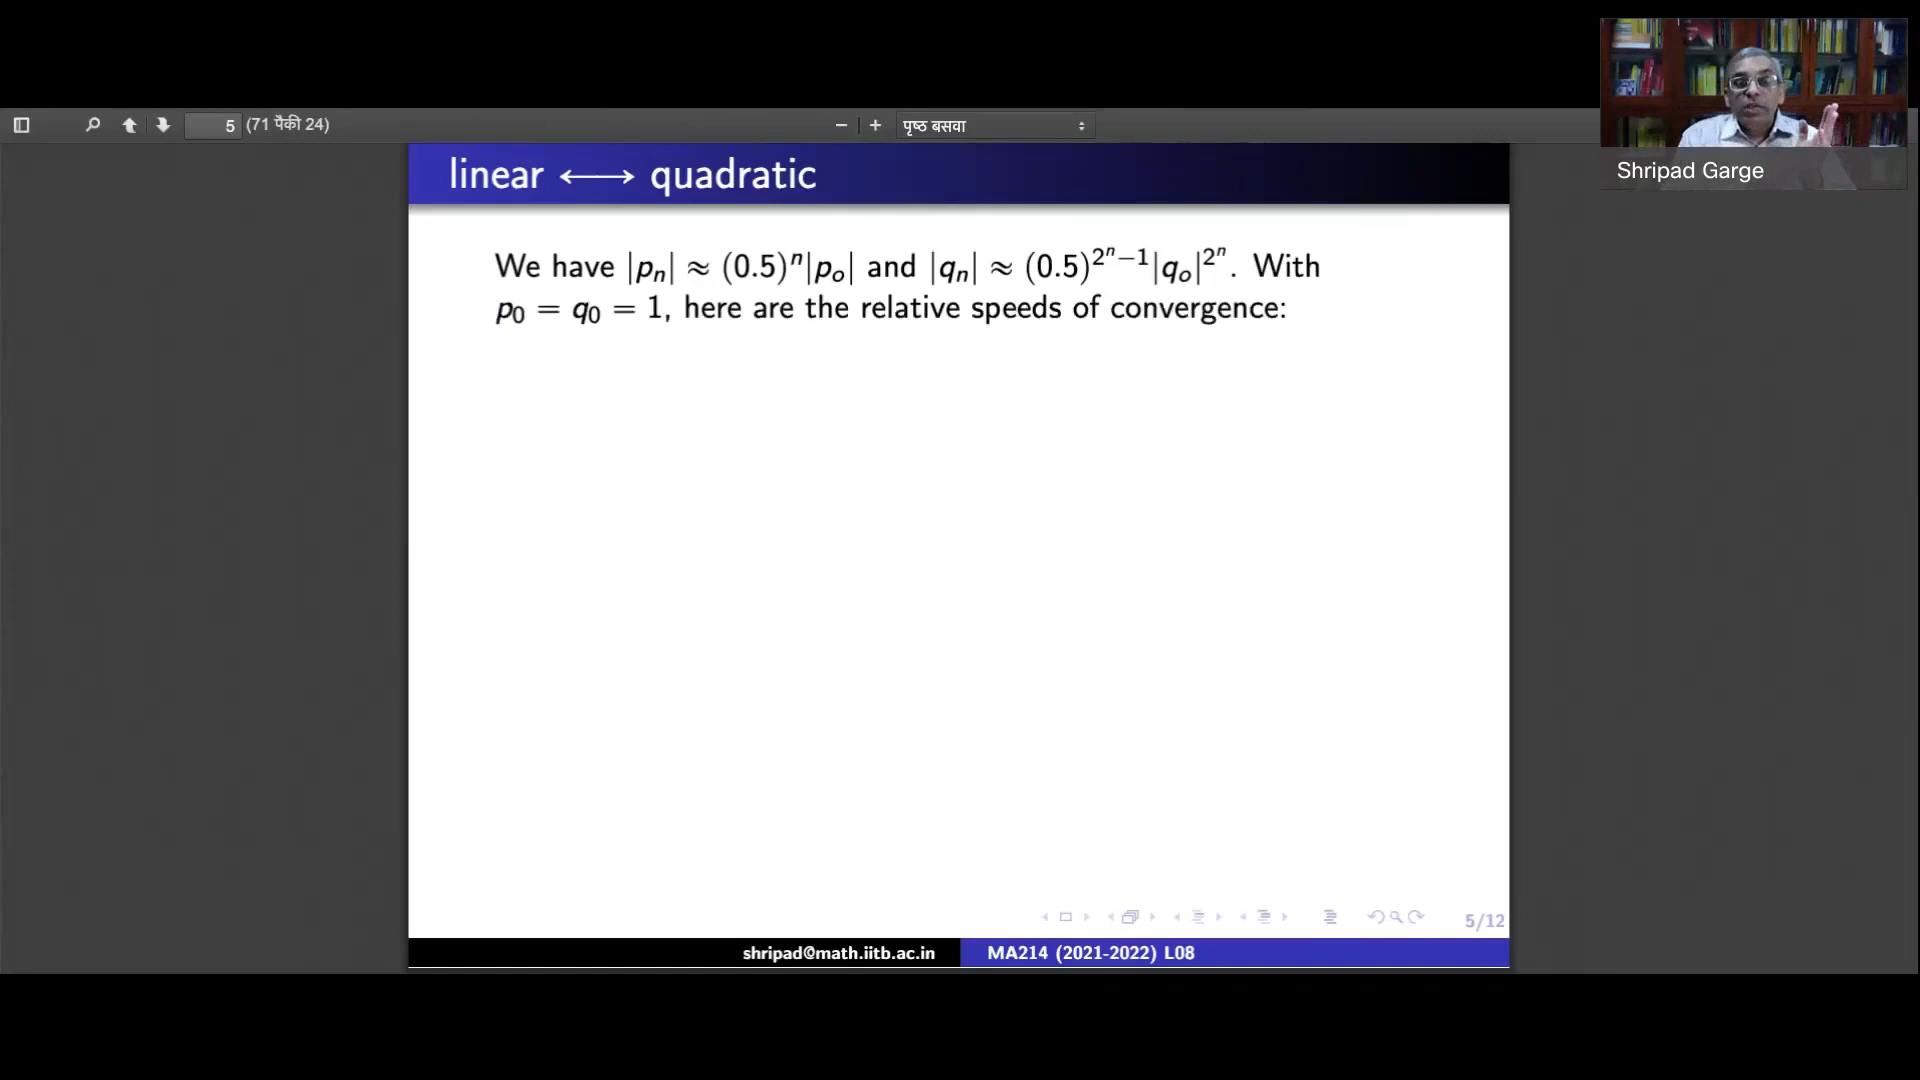 5 (71 पैकी 24)
− + पृष्ठ बसवा
Shripad Garge
linear ⟷ quadratic
We have |pₙ| ≈ (0.5)ⁿ|pₒ| and |qₙ| ≈ (0.5)^{2ⁿ−1}|qₒ|^{2ⁿ}. With
p₀ = q₀ = 1, here are the relative speeds of convergence:
5/12
shripad@math.iitb.ac.in MA214 (2021-2022) L08